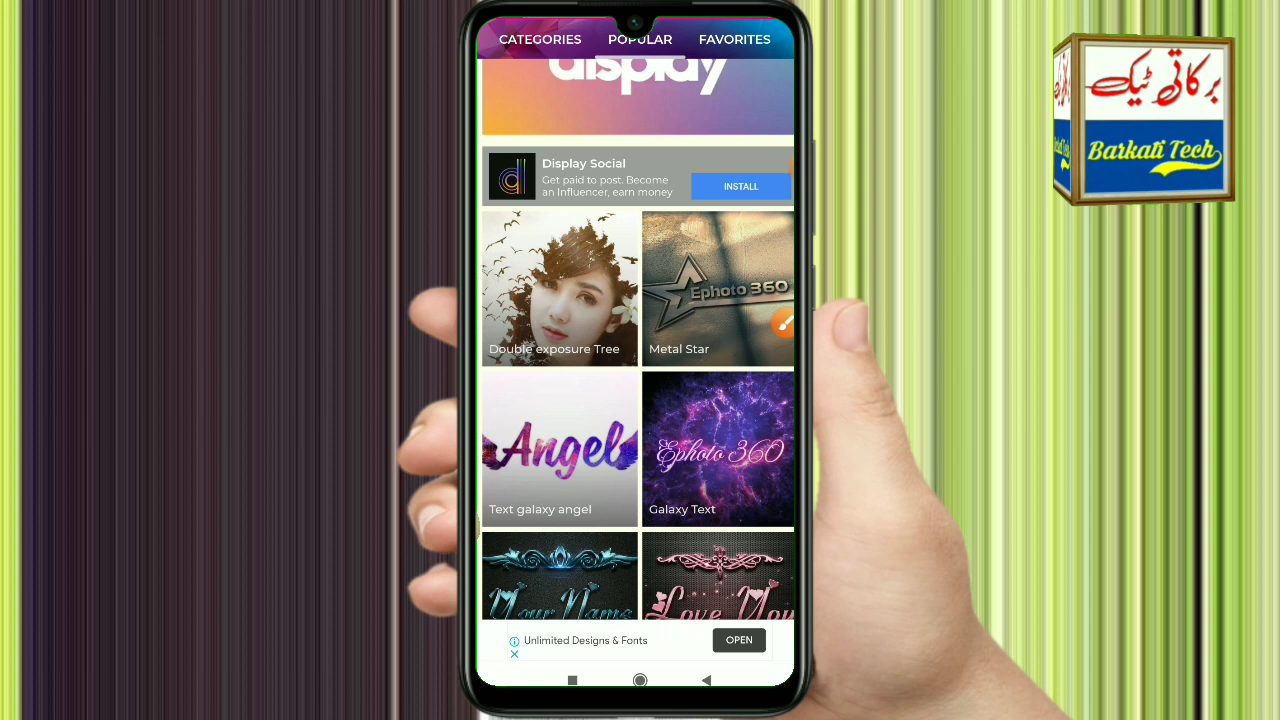 CATEGORIES
POPULAR
FAVORITES
display
Display Social
Get paid to post. Become
an Influencer, earn money
INSTALL
Ephoto 360
Double exposure Tree
Metal Star
Angel
Ephoto 360
Text galaxy angel
Galaxy Text
Your Name
Love You
Unlimited Designs & Fonts
OPEN
برکاتی ٹیک
Barkati Tech